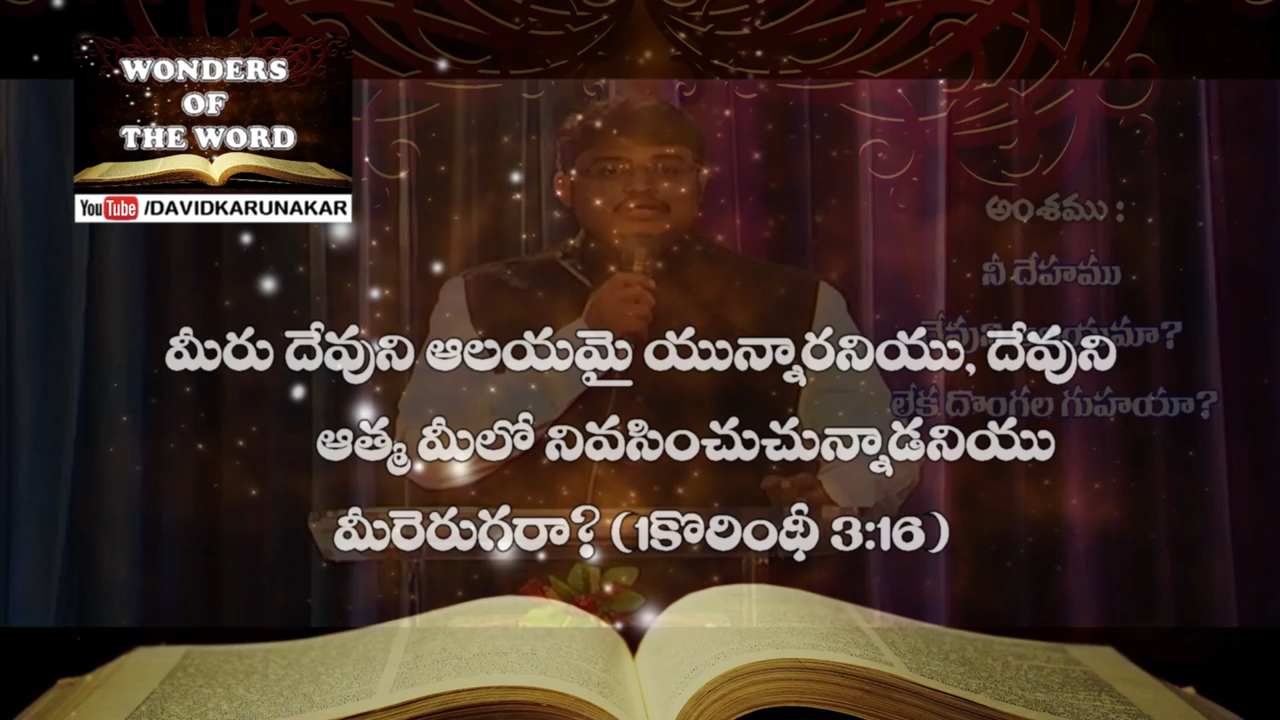 WONDERS
OF
THE WORD
YouTube /DAVIDKARUNAKAR
అంశము :
నీ దేహము
దేవుని ఆలయమా?
లేక దొంగల గుహయా?
మీరు దేవుని ఆలయమై యున్నారనియు, దేవుని
ఆత్మ మీలో నివసించుచున్నాడనియు
మీరెరుగరా? (1కొరింథీ 3:16)